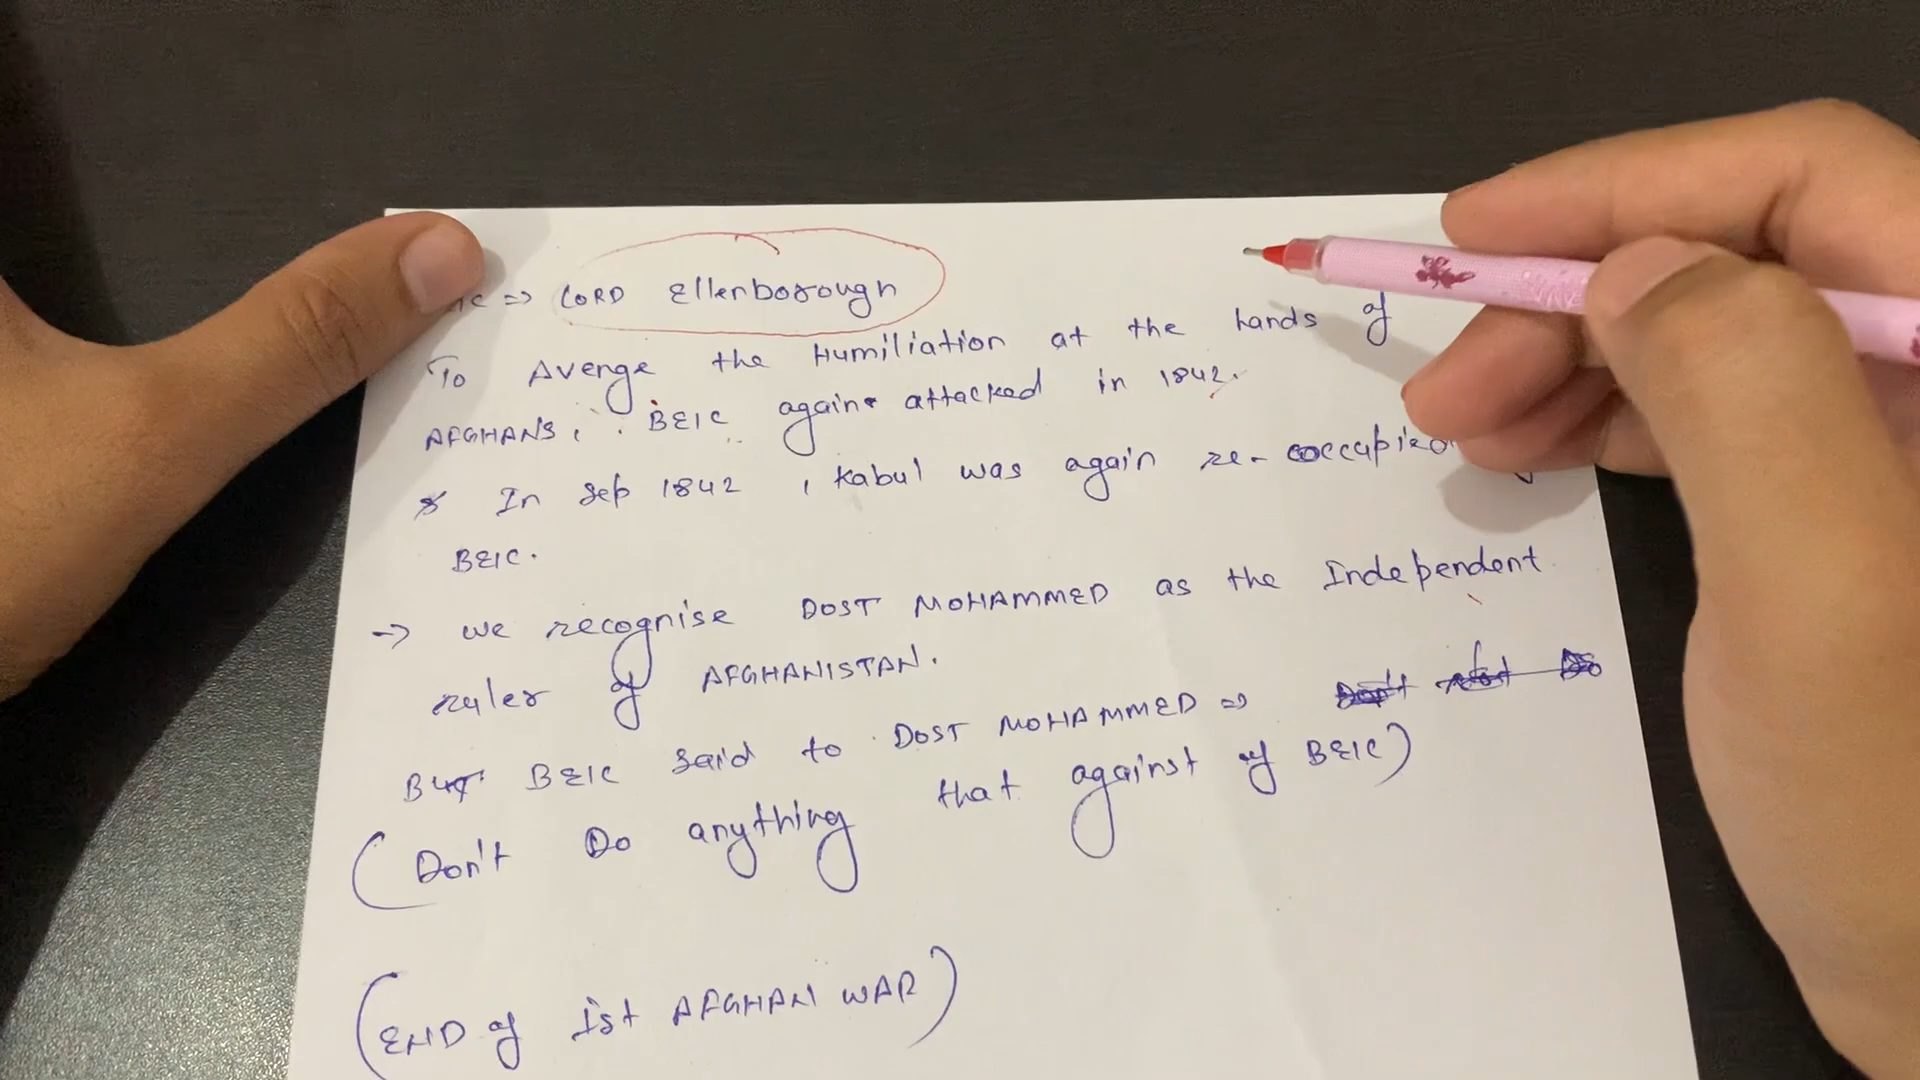 => LORD Ellenborough
To Avenge the Humiliation at the hands of
AFGHANS, BEIC again attacked in 1842.
* In Sep 1842, Kabul was again re-occupied
BEIC.
-> we recognise DOST MOHAMMED as the Independent
ruler of AFGHANISTAN.
BUT BEIC said to DOST MOHAMMED =>
(Don't Do anything that against of BEIC)
(END of 1st AFGHAN WAR)